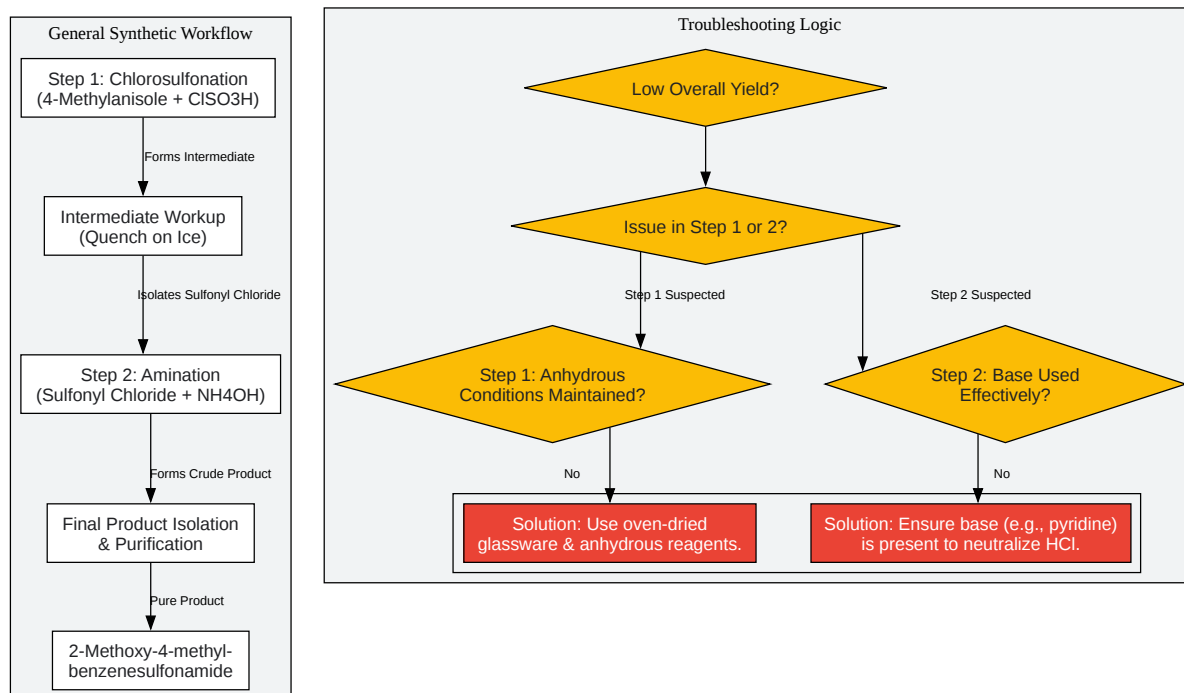 General Synthetic Workflow
Step 1: Chlorosulfonation
(4-Methylanisole + ClSO3H)
Forms Intermediate
Intermediate Workup
(Quench on Ice)
Isolates Sulfonyl Chloride
Step 2: Amination
(Sulfonyl Chloride + NH4OH)
Forms Crude Product
Final Product Isolation
& Purification
Pure Product
2-Methoxy-4-methyl-
benzenesulfonamide
Troubleshooting Logic
Low Overall Yield?
Issue in Step 1 or 2?
Step 1 Suspected
Step 2 Suspected
Step 1: Anhydrous
Conditions Maintained?
Step 2: Base Used
Effectively?
No
No
Solution: Use oven-dried
glassware & anhydrous reagents.
Solution: Ensure base (e.g., pyridine)
is present to neutralize HCl.